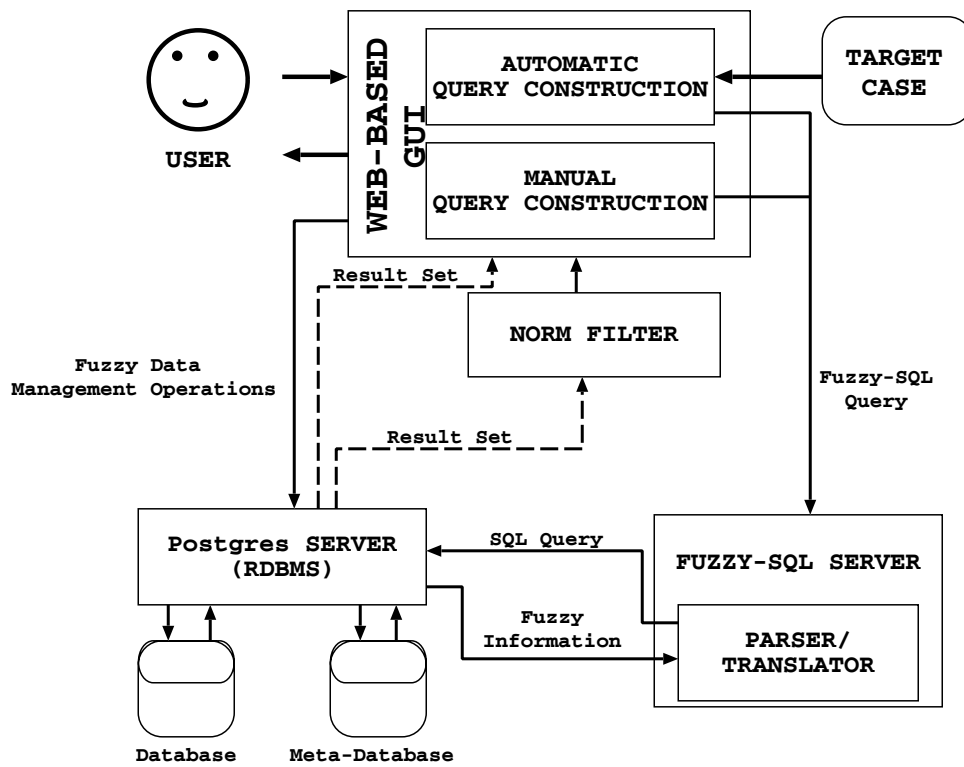 USER
WEB-BASED
GUI
AUTOMATIC
QUERY CONSTRUCTION
MANUAL
QUERY CONSTRUCTION
TARGET
CASE
Result Set
NORM FILTER
Fuzzy Data
Management Operations
Fuzzy-SQL
Query
Result Set
Postgres SERVER
(RDBMS)
SQL Query
FUZZY-SQL SERVER
Fuzzy
Information
PARSER/
TRANSLATOR
Database
Meta-Database